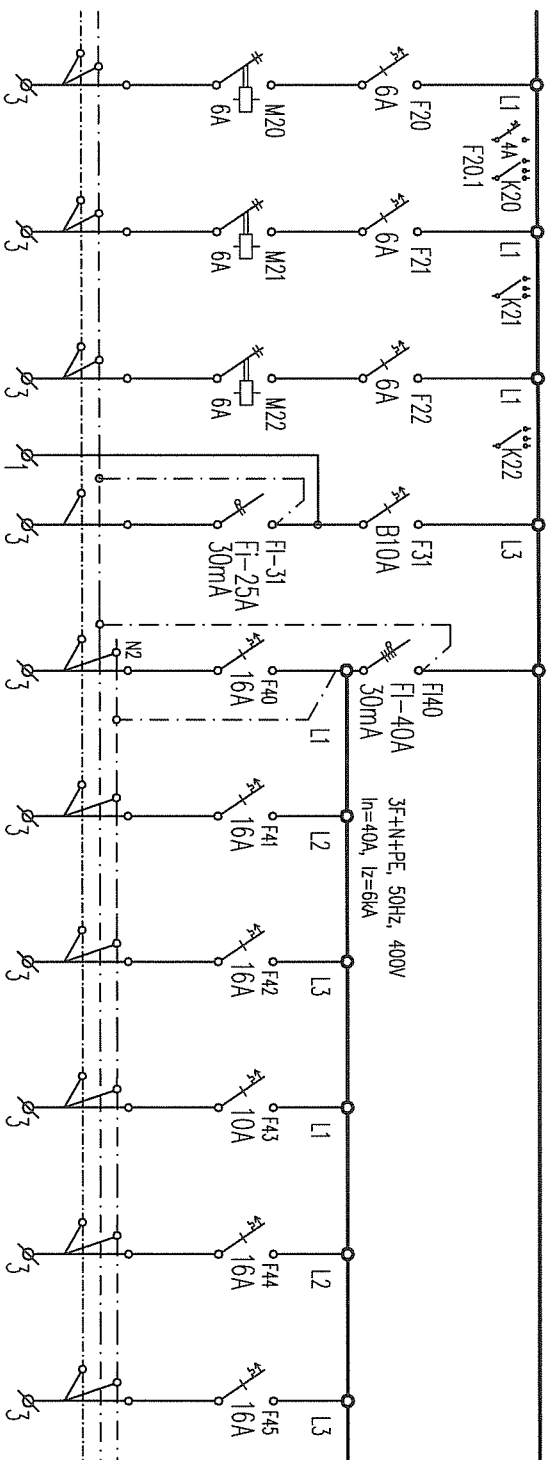 L1
4A
F20.1
K20
F20
6A
M20
6A
3
L1
K21
F21
6A
M21
6A
3
L1
K22
F22
6A
M22
6A
3
1
L3
F31
B10A
FI-31
Fi-25A
30mA
3
FI40
FI-40A
30mA
3F+N+PE, 50Hz, 400V
In=40A, Iz=6kA
L1
F40
16A
N2
3
L2
F41
16A
3
L3
F42
16A
3
L1
F43
10A
3
L2
F44
16A
3
L3
F45
16A
3